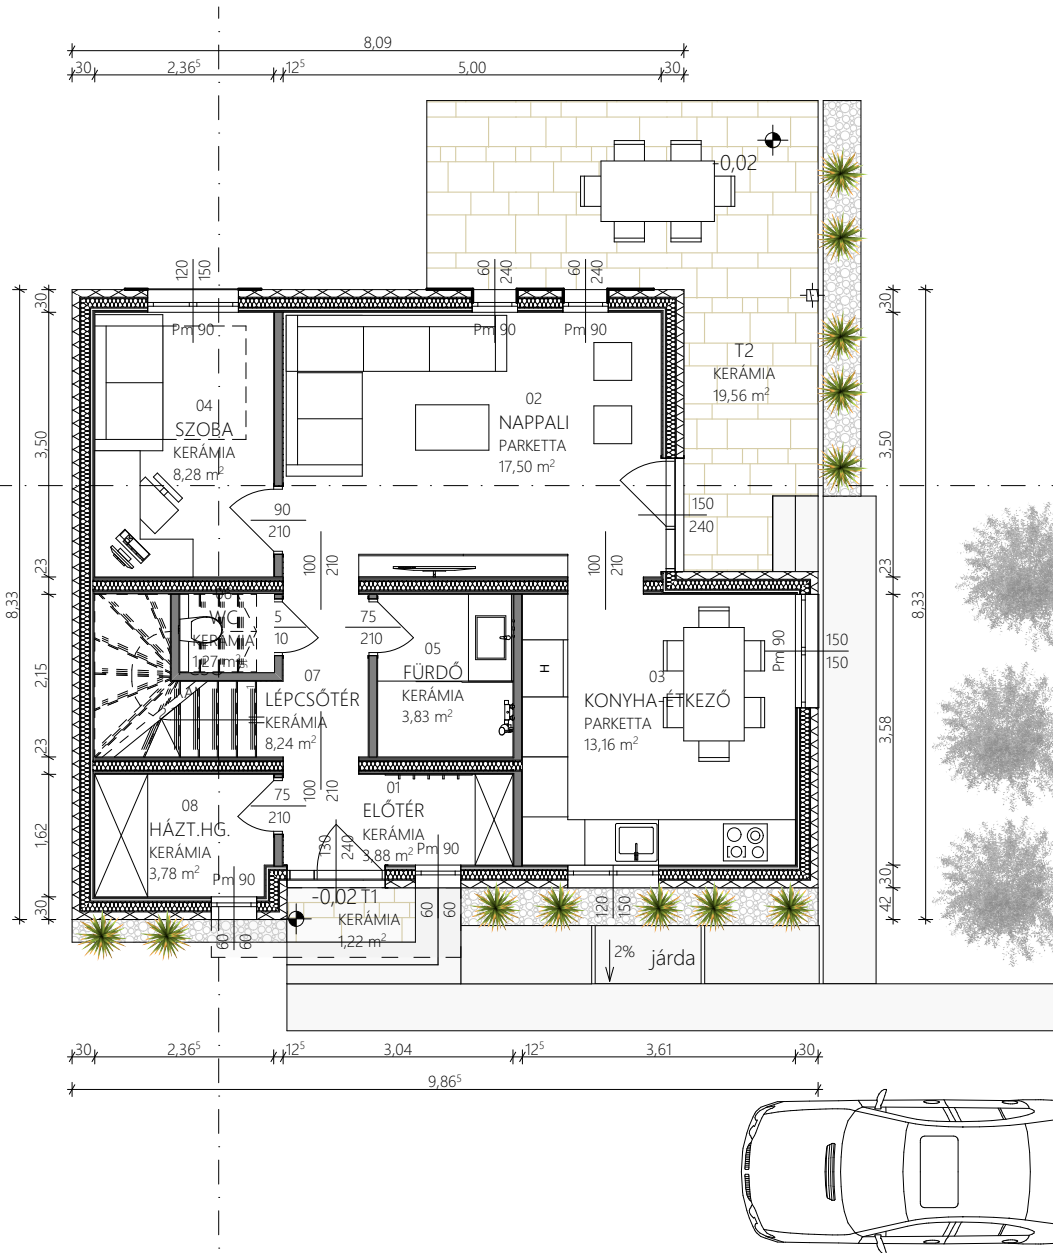 8,09
30
2,36⁵
12⁵
5,00
30
-0,02
120
150
60
240
60
240
30
30
Pm 90
Pm 90
Pm 90
T2
KERÁMIA
19,56 m²
04
SZOBA
KERÁMIA
8,28 m²
02
NAPPALI
PARKETTA
17,50 m²
3,50
3,50
90
210
150
240
100
210
100
210
23
23
8,33
8,33
WC
KERÁMIA
1,27 m²
5
10
75
210
05
FÜRDŐ
KERÁMIA
3,83 m²
H
03
KONYHA-ÉTKEZŐ
PARKETTA
13,16 m²
Pm 90
150
150
2,15
07
LÉPCSŐTÉR
KERÁMIA
8,24 m²
3,58
23
100
210
75
210
01
ELŐTÉR
KERÁMIA
3,88 m²
08
HÁZT.HG.
KERÁMIA
3,78 m²
1,62
130
240
Pm 90
Pm 90
30
30
42
-0,02
T1
KERÁMIA
1,22 m²
60
60
60
60
120
150
2%
járda
30
2,36⁵
12⁵
3,04
12⁵
3,61
30
9,86⁵